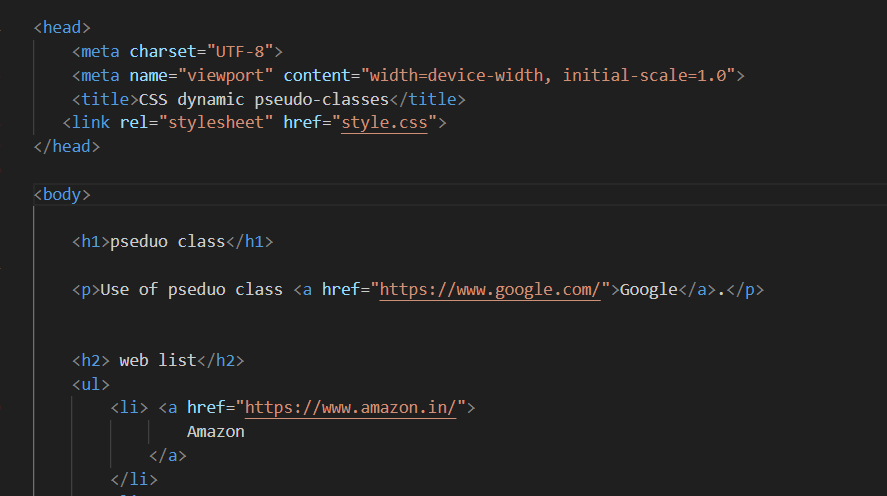 <head>
<meta charset="UTF-8">
<meta name="viewport" content="width=device-width, initial-scale=1.0">
<title>CSS dynamic pseudo-classes</title>
<link rel="stylesheet" href="style.css">
</head>
<body>
<h1>pseduo class</h1>
<p>Use of pseduo class <a href="https://www.google.com/">Google</a>.</p>
<h2> web list</h2>
<ul>
<li> <a href="https://www.amazon.in/">
Amazon
</a>
</li>